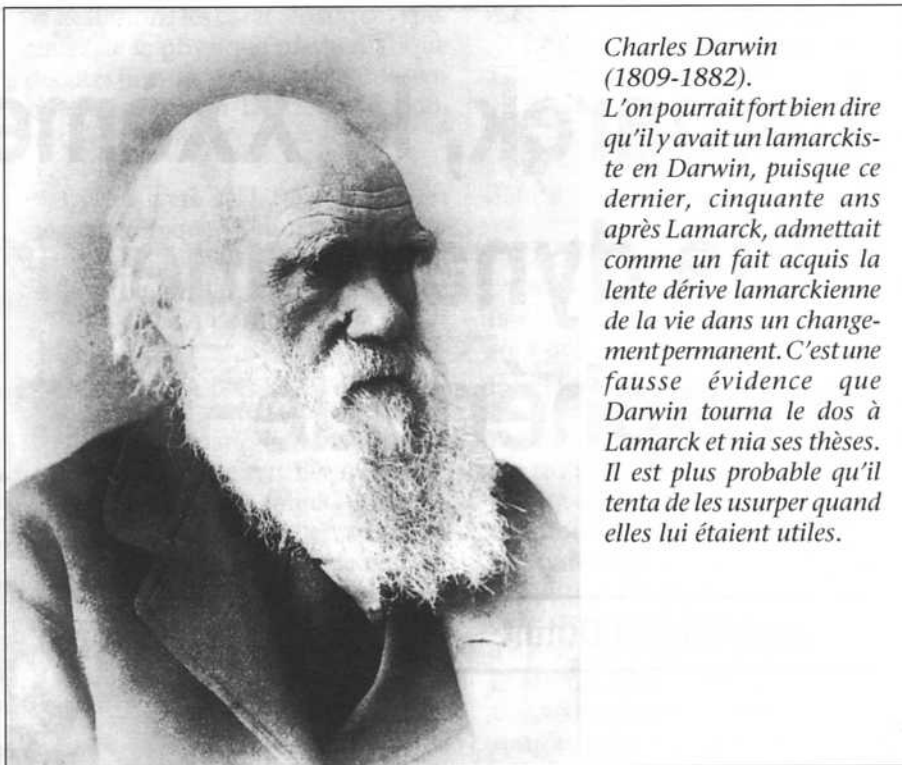 Charles Darwin
(1809-1882).
L'on pourrait fort bien dire
qu'il y avait un lamarckis-
te en Darwin, puisque ce
dernier, cinquante ans
après Lamarck, admettait
comme un fait acquis la
lente dérive lamarckienne
de la vie dans un change-
ment permanent. C'est une
fausse évidence que
Darwin tourna le dos à
Lamarck et nia ses thèses.
Il est plus probable qu'il
tenta de les usurper quand
elles lui étaient utiles.